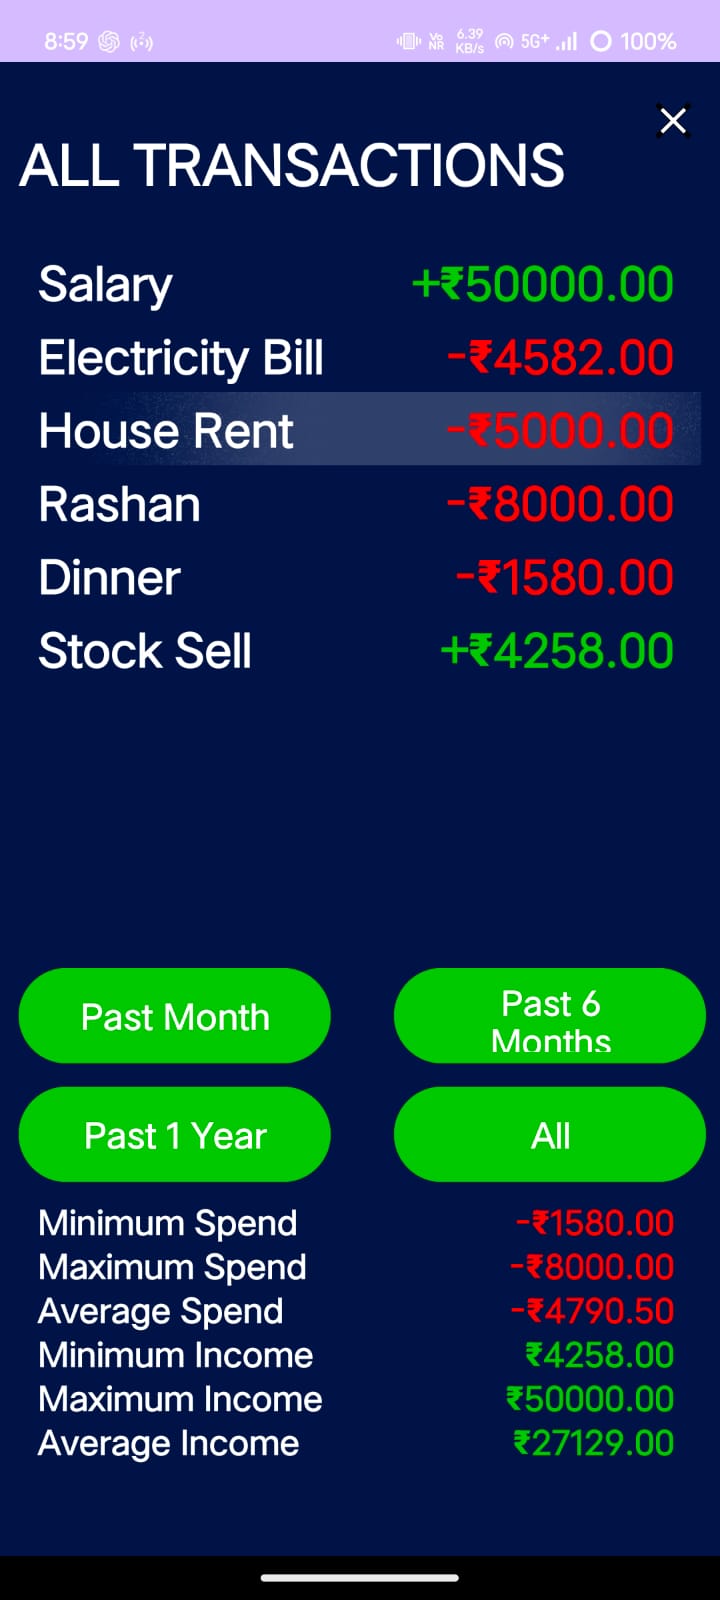 8:59 2 Vo NR 6.39 KB/s 5G+ 100%
ALL TRANSACTIONS
Salary +₹50000.00
Electricity Bill -₹4582.00
House Rent -₹5000.00
Rashan -₹8000.00
Dinner -₹1580.00
Stock Sell +₹4258.00
Past Month Past 6
Months
Past 1 Year All
Minimum Spend -₹1580.00
Maximum Spend -₹8000.00
Average Spend -₹4790.50
Minimum Income ₹4258.00
Maximum Income ₹50000.00
Average Income ₹27129.00